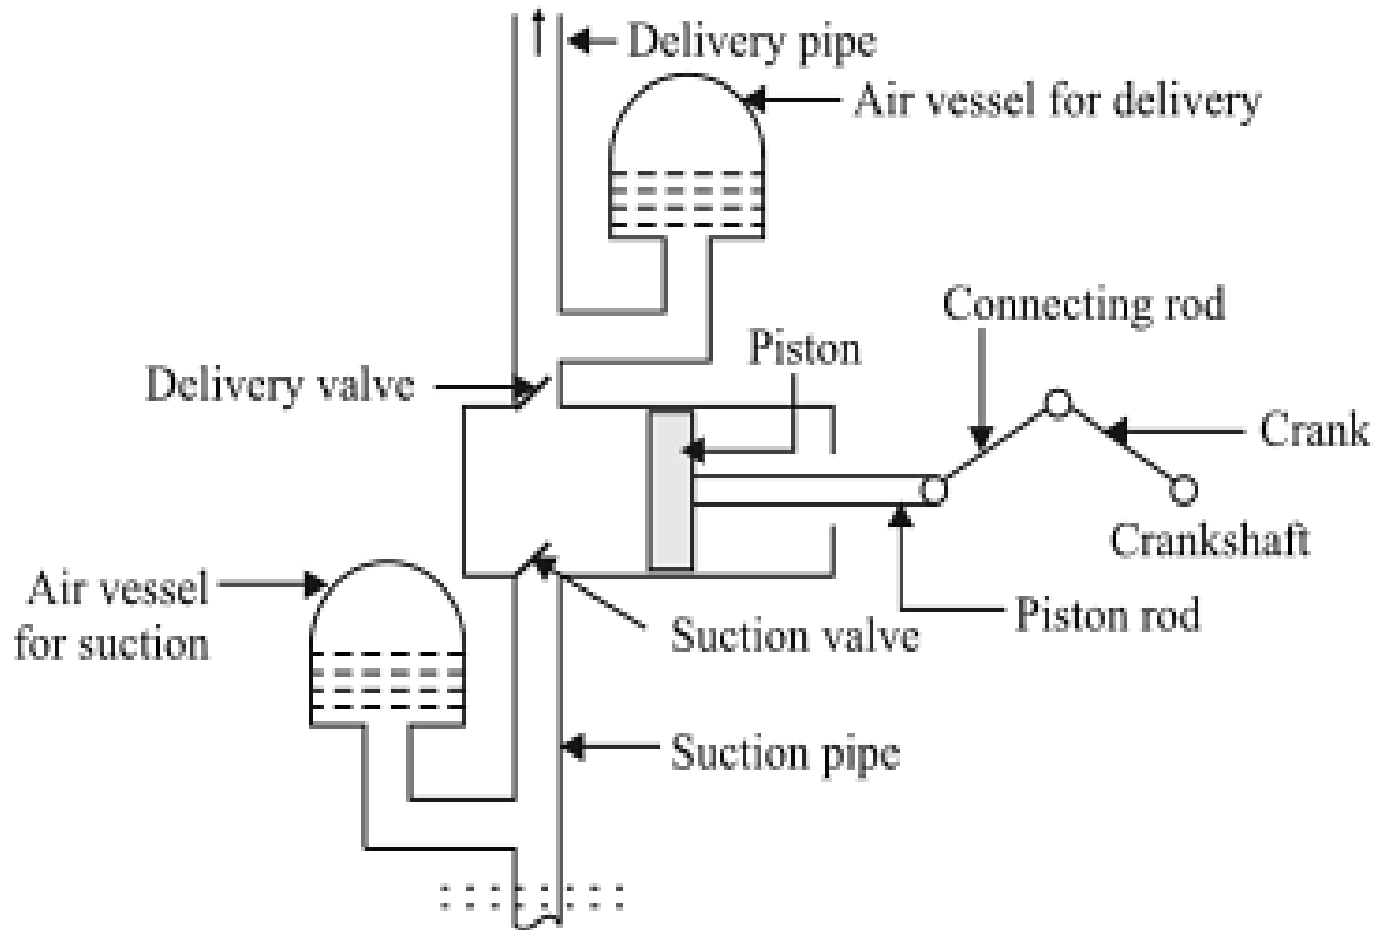 Delivery pipe
Air vessel for delivery
Connecting rod
Piston
Delivery valve
Crank
Crankshaft
Air vessel
for suction
Piston rod
Suction valve
Suction pipe